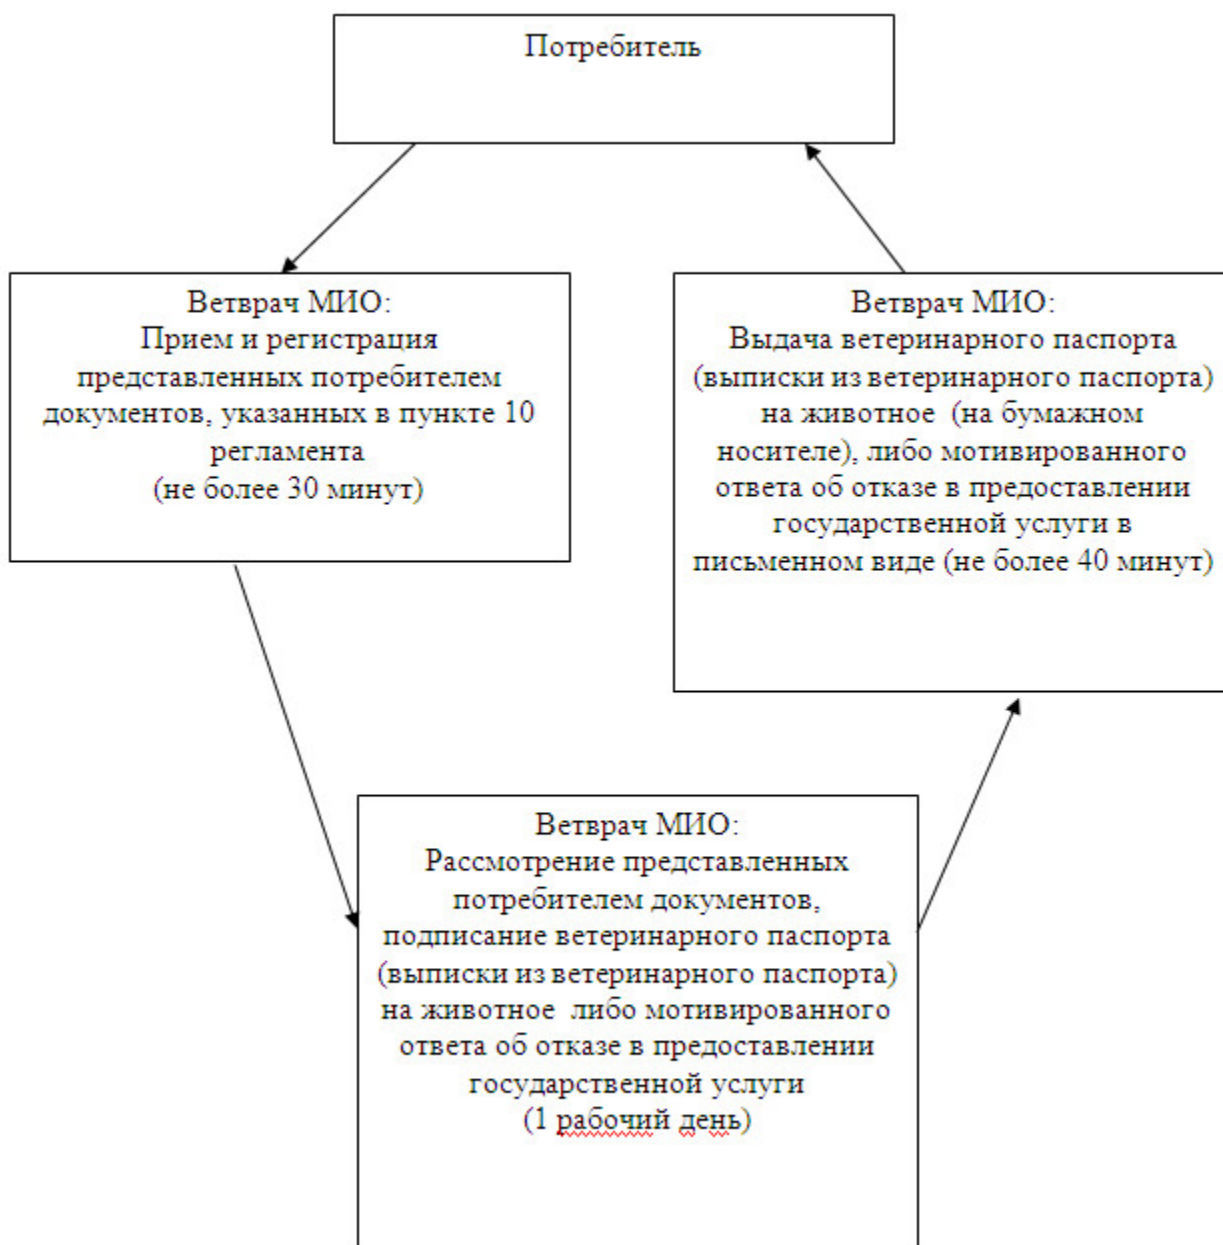 Потребитель
Ветврач МИО:
Прием и регистрация
представленных потребителем
документов, указанных в пункте 10
регламента
(не более 30 минут)
Ветврач МИО:
Выдача ветеринарного паспорта
(выписки из ветеринарного паспорта)
на животное (на бумажном
носителе), либо мотивированного
ответа об отказе в предоставлении
государственной услуги в
письменном виде (не более 40 минут)
Ветврач МИО:
Рассмотрение представленных
потребителем документов,
подписание ветеринарного паспорта
(выписки из ветеринарного паспорта)
на животное либо мотивированного
ответа об отказе в предоставлении
государственной услуги
(1 рабочий день)